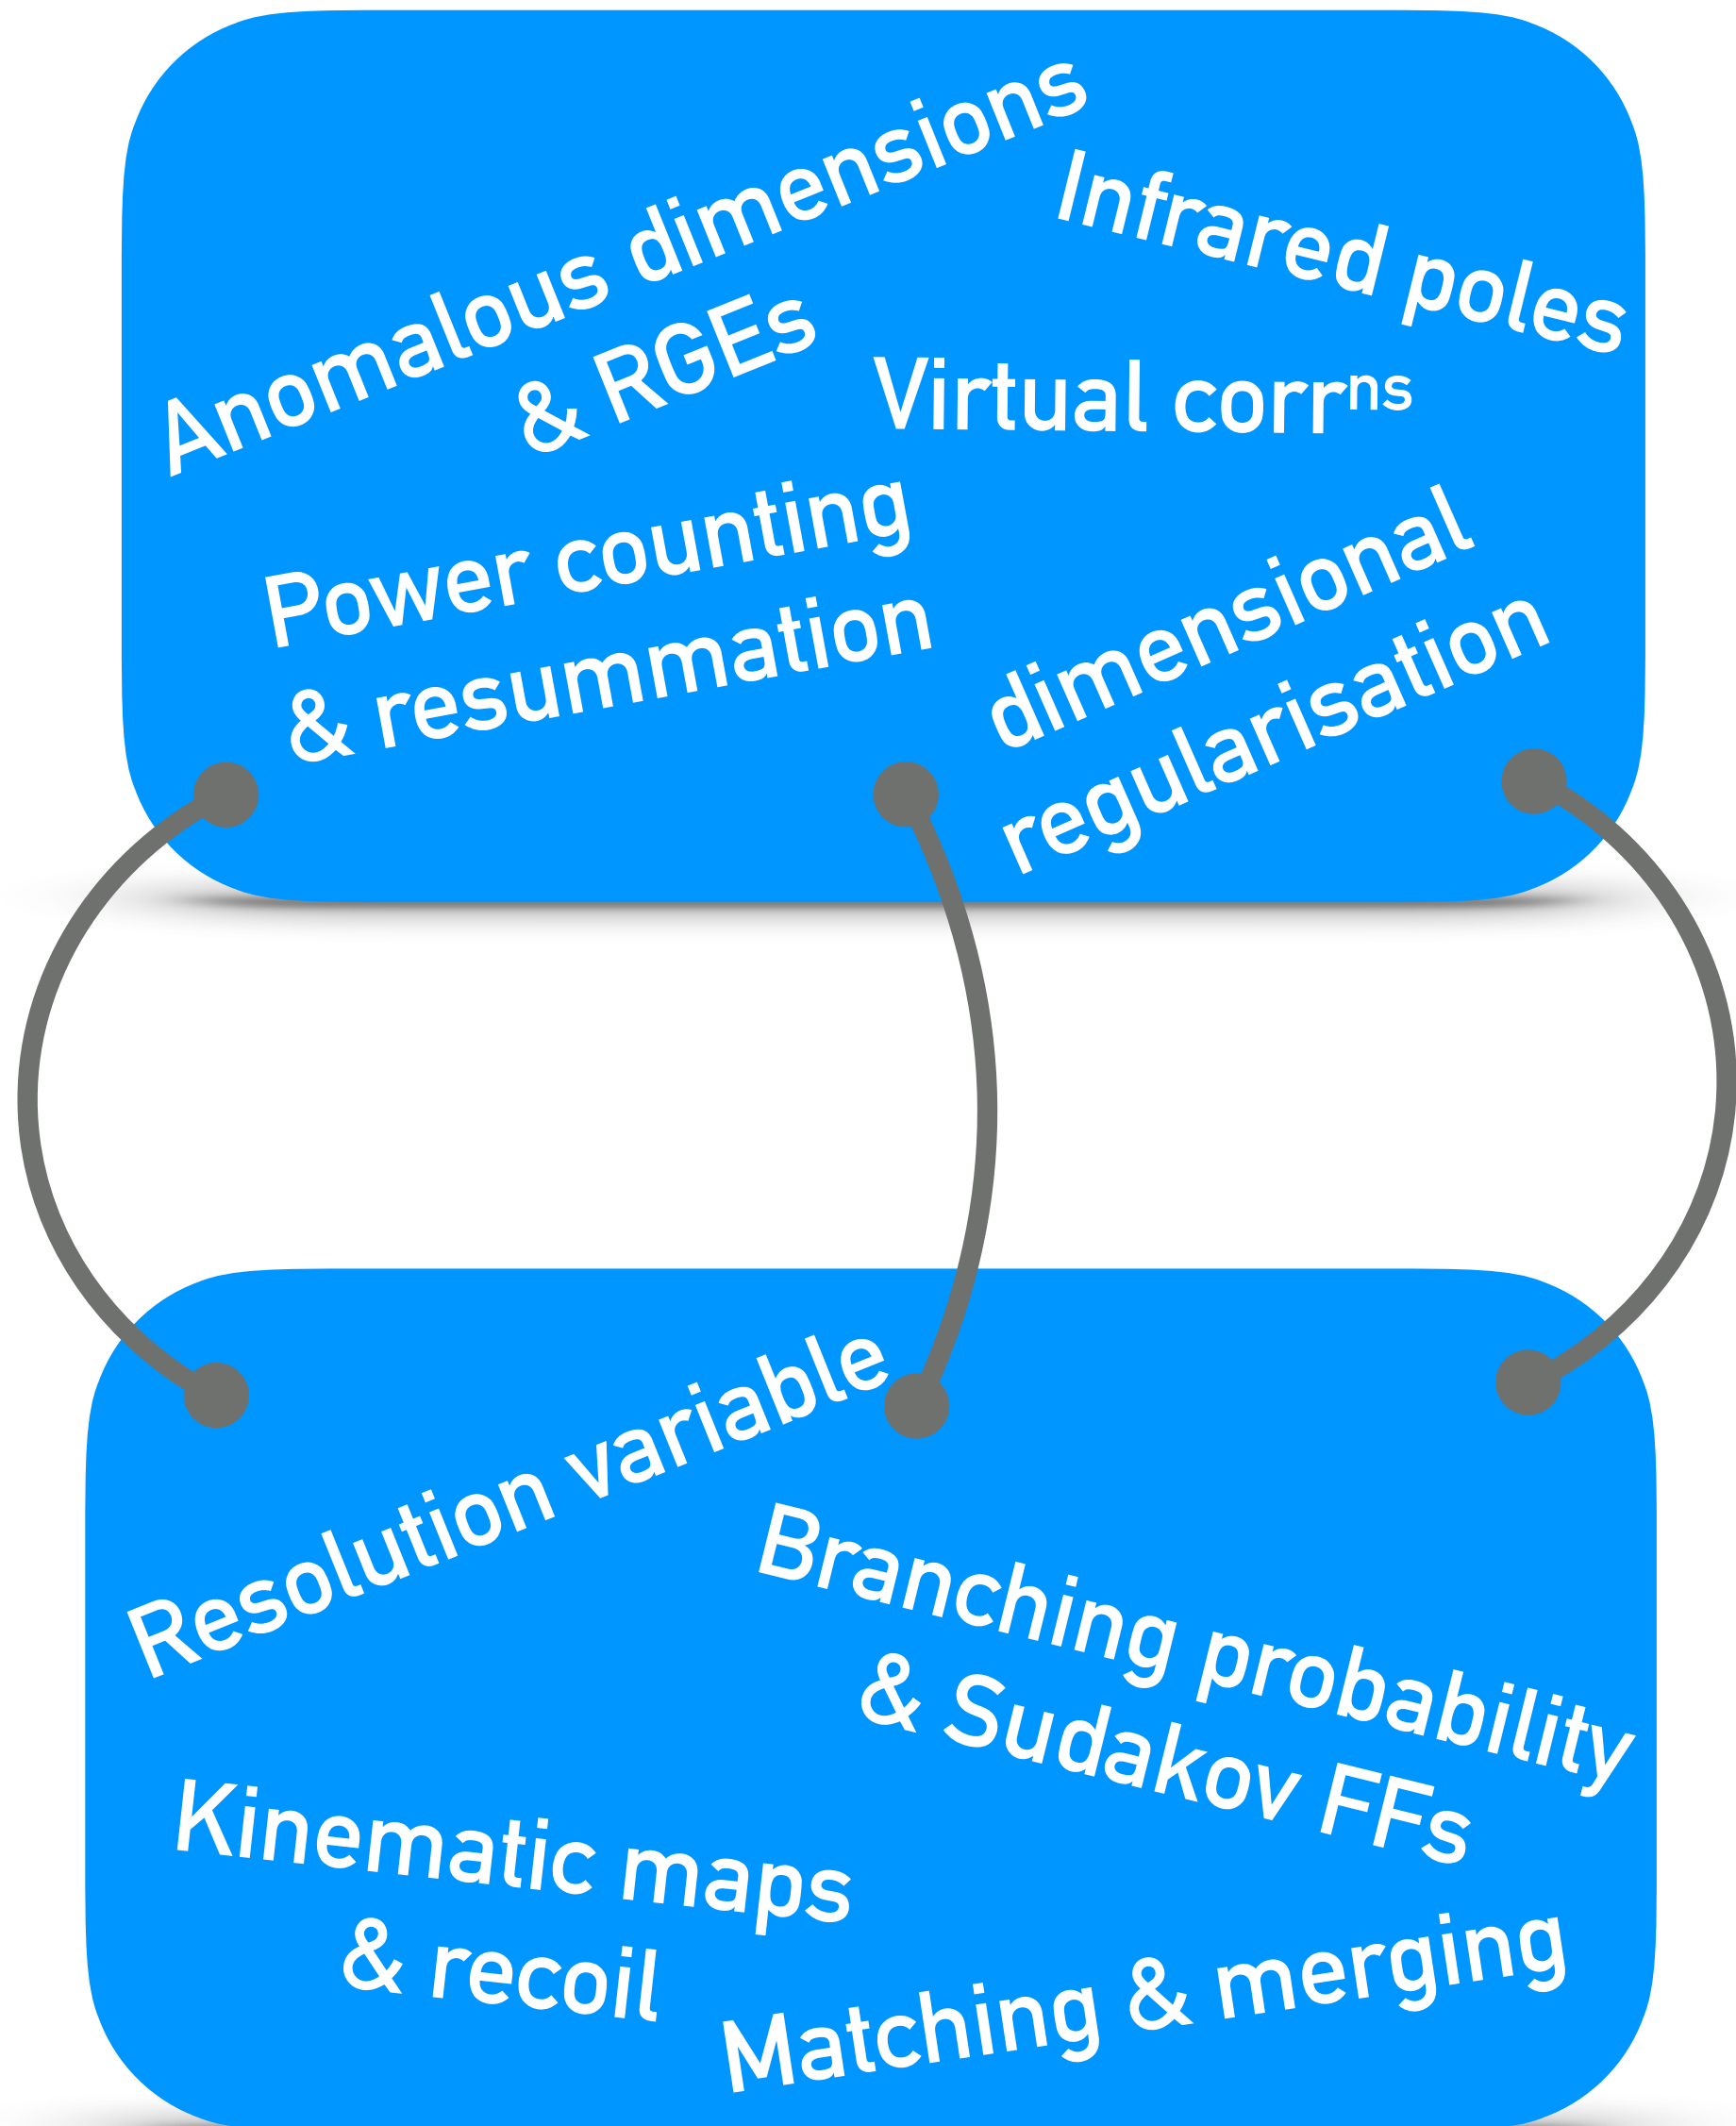 Anomalous dimensions
& RGEs
Infrared poles
Virtual corrⁿˢ
Power counting
& resummation
dimensional
regularisation
Resolution variable
Branching probability
& Sudakov FFs
Kinematic maps
& recoil
Matching & merging